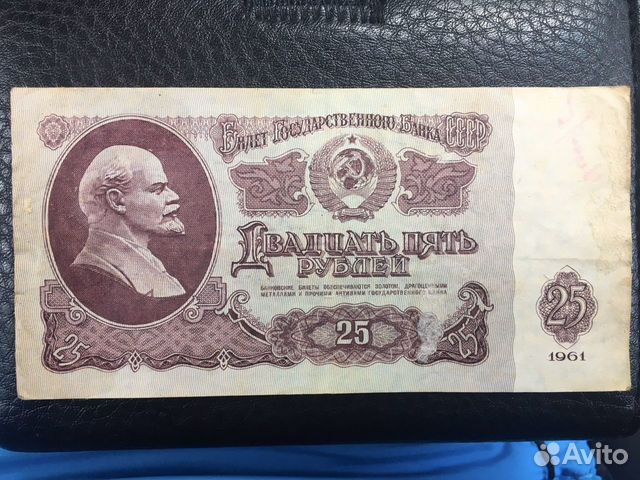 Билет Государственного Банка СССР
Двадцать пять
рублей
БАНКОВСКИЕ БИЛЕТЫ ОБЕСПЕЧИВАЮТСЯ ЗОЛОТОМ, ДРАГОЦЕННЫМИ
МЕТАЛЛАМИ И ПРОЧИМИ АКТИВАМИ ГОСУДАРСТВЕННОГО БАНКА
25
25
25
25
1961
Avito